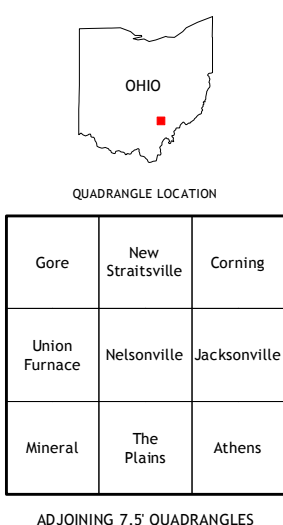 OHIO
QUADRANGLE LOCATION
Gore
New
Straitsville
Corning
Union
Furnace
Nelsonville
Jacksonville
Mineral
The
Plains
Athens
ADJOINING 7.5' QUADRANGLES